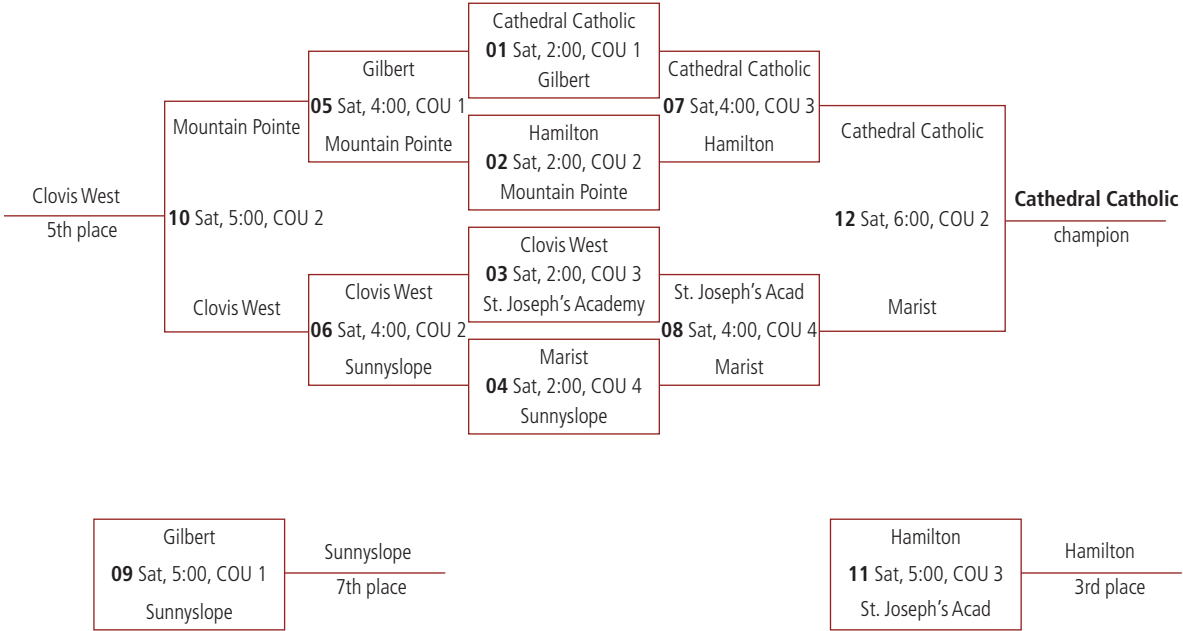 Cathedral Catholic
01 Sat, 2:00, COU 1
Gilbert
Gilbert
05 Sat, 4:00, COU 1
Mountain Pointe
Cathedral Catholic
07 Sat,4:00, COU 3
Hamilton
Hamilton
02 Sat, 2:00, COU 2
Mountain Pointe
Mountain Pointe
10 Sat, 5:00, COU 2
Clovis West
Clovis West
5th place
Cathedral Catholic
12 Sat, 6:00, COU 2
Marist
Cathedral Catholic
champion
Clovis West
03 Sat, 2:00, COU 3
St. Joseph’s Academy
Clovis West
06 Sat, 4:00, COU 2
Sunnyslope
St. Joseph’s Acad
08 Sat, 4:00, COU 4
Marist
Marist
04 Sat, 2:00, COU 4
Sunnyslope
Gilbert
09 Sat, 5:00, COU 1
Sunnyslope
Sunnyslope
7th place
Hamilton
11 Sat, 5:00, COU 3
St. Joseph’s Acad
Hamilton
3rd place